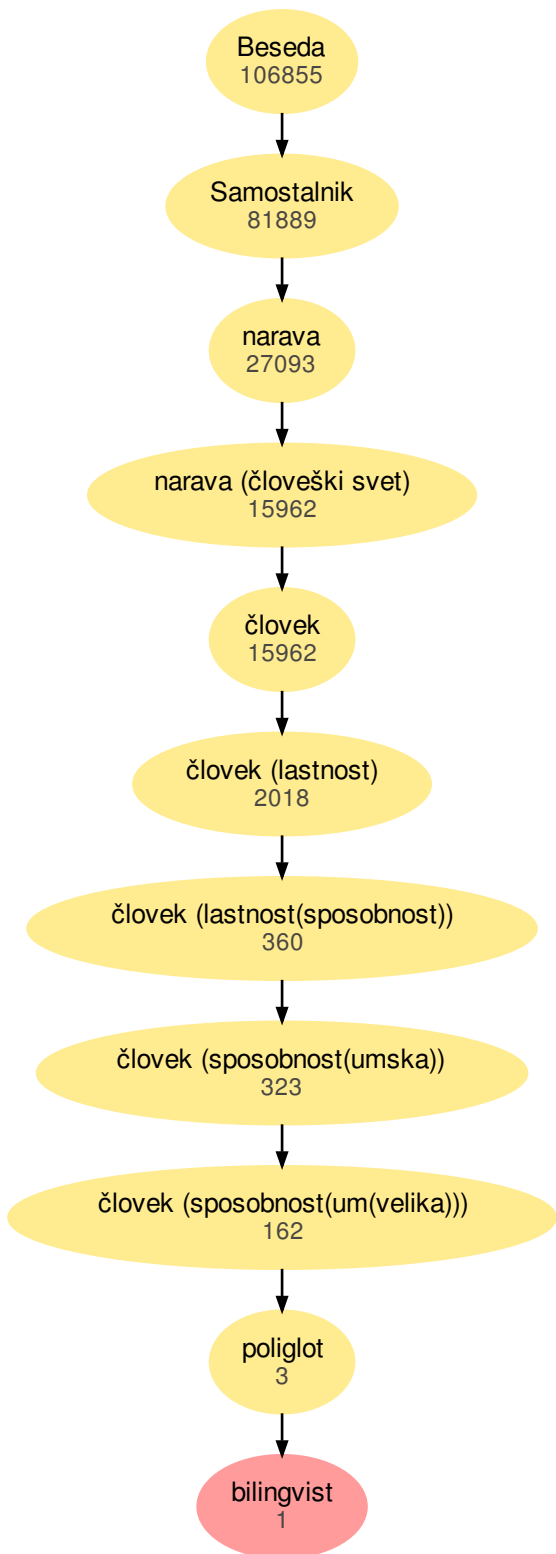 Beseda
106855
Samostalnik
81889
narava
27093
narava (človeški svet)
15962
človek
15962
človek (lastnost)
2018
človek (lastnost(sposobnost))
360
človek (sposobnost(umska))
323
človek (sposobnost(um(velika)))
162
poliglot
3
bilingvist
1